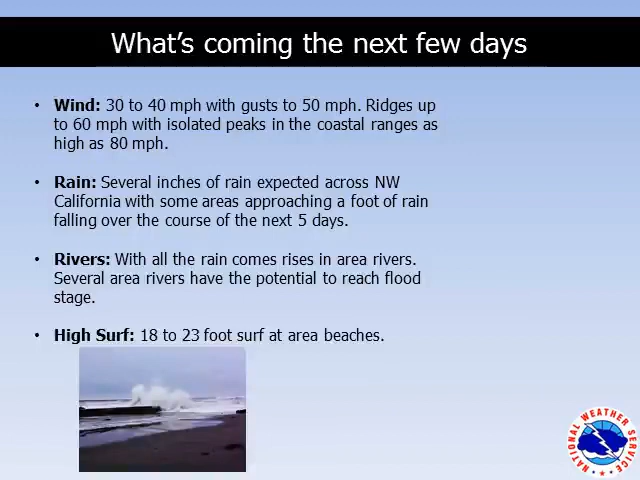 What's coming the next few days
• Wind: 30 to 40 mph with gusts to 50 mph. Ridges up
to 60 mph with isolated peaks in the coastal ranges as
high as 80 mph.
• Rain: Several inches of rain expected across NW
California with some areas approaching a foot of rain
falling over the course of the next 5 days.
• Rivers: With all the rain comes rises in area rivers.
Several area rivers have the potential to reach flood
stage.
• High Surf: 18 to 23 foot surf at area beaches.
NATIONAL WEATHER SERVICE